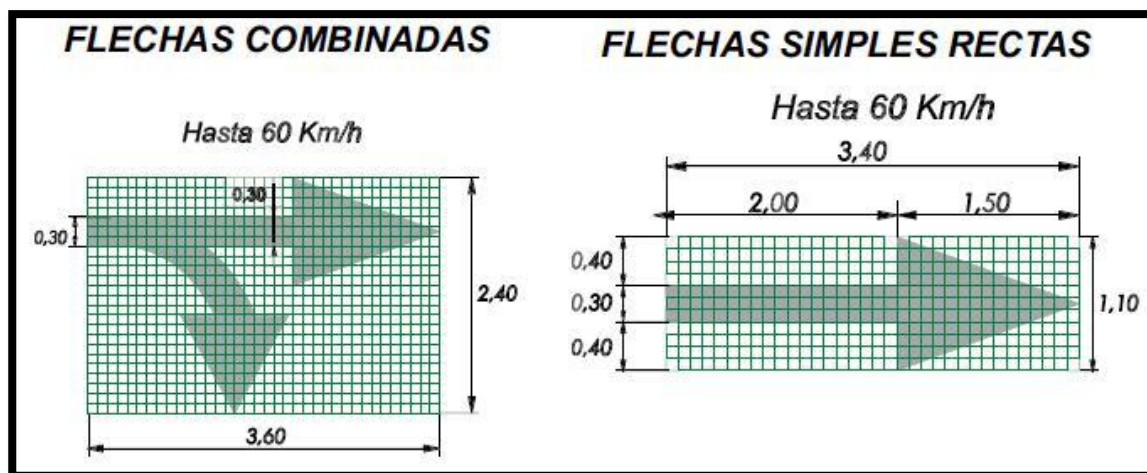 FLECHAS COMBINADAS
Hasta 60 Km/h
0,30
0,30
2,40
3,60
FLECHAS SIMPLES RECTAS
Hasta 60 Km/h
3,40
2,00
1,50
0,40
0,30
0,40
1,10